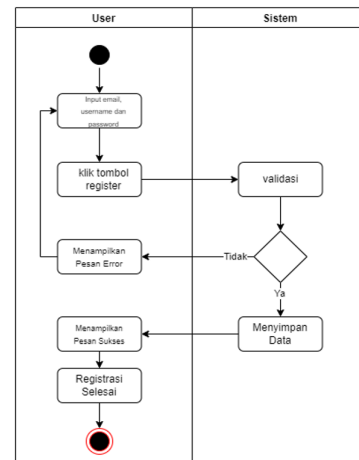 User
Sistem
Input email,
username dan
password
klik tombol
register
validasi
Tidak
Menampilkan
Pesan Error
Ya
Menyimpan
Data
Menampilkan
Pesan Sukses
Registrasi
Selesai